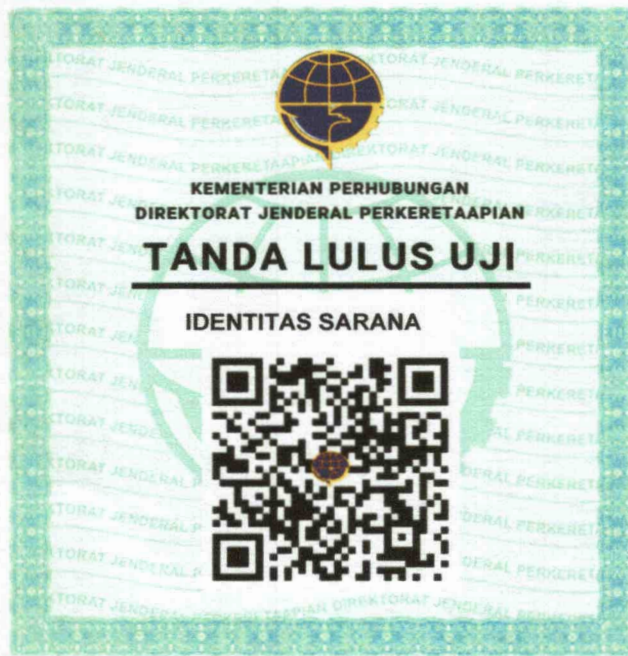 KEMENTERIAN PERHUBUNGAN
DIREKTORAT JENDERAL PERKERETAAPIAN
TANDA LULUS UJI
IDENTITAS SARANA